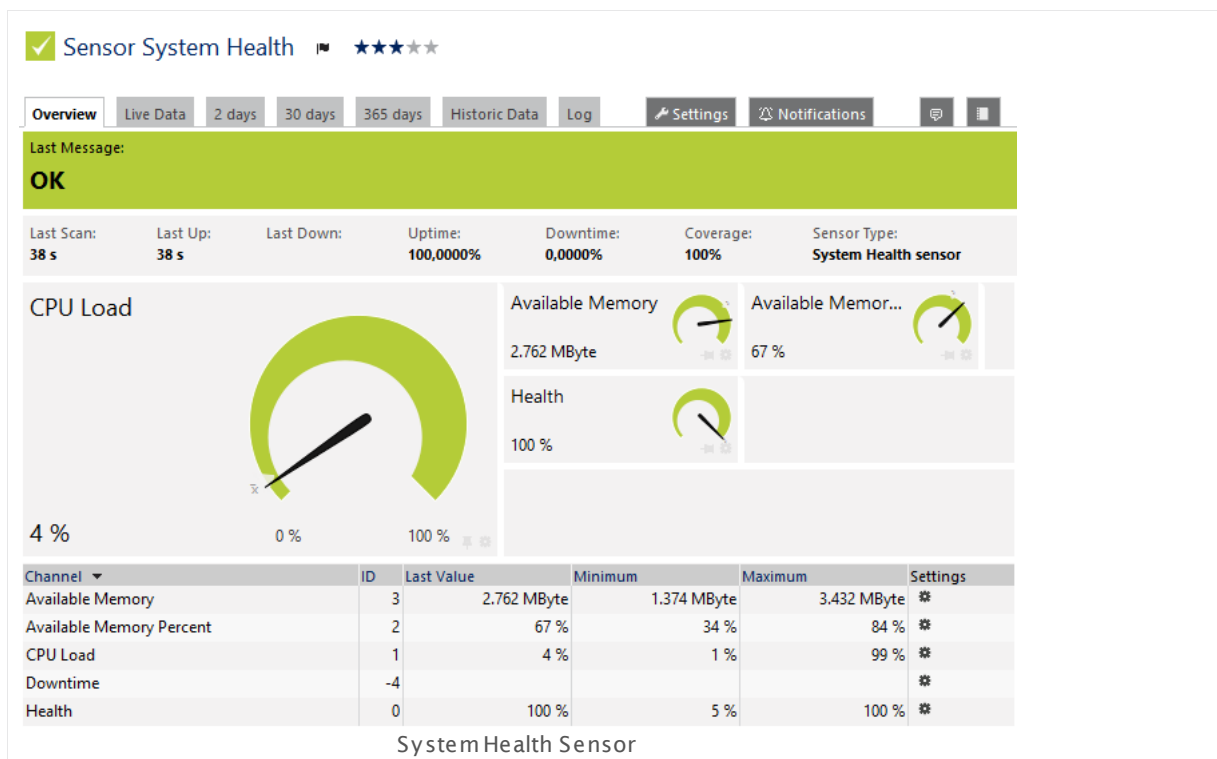 Sensor System Health
Overview Live Data 2 days 30 days 365 days Historic Data Log Settings Notifications
Last Message:
OK
Last Scan: Last Up: Last Down: Uptime: Downtime: Coverage: Sensor Type:
38 s 38 s 100,0000% 0,0000% 100% System Health sensor
CPU Load
4 %
0 % 100 %
Available Memory
2.762 MByte
Available Memor...
67 %
Health
100 %
Channel ID Last Value Minimum Maximum Settings
Available Memory 3 2.762 MByte 1.374 MByte 3.432 MByte
Available Memory Percent 2 67 % 34 % 84 %
CPU Load 1 4 % 1 % 99 %
Downtime -4
Health 0 100 % 5 % 100 %
System Health Sensor